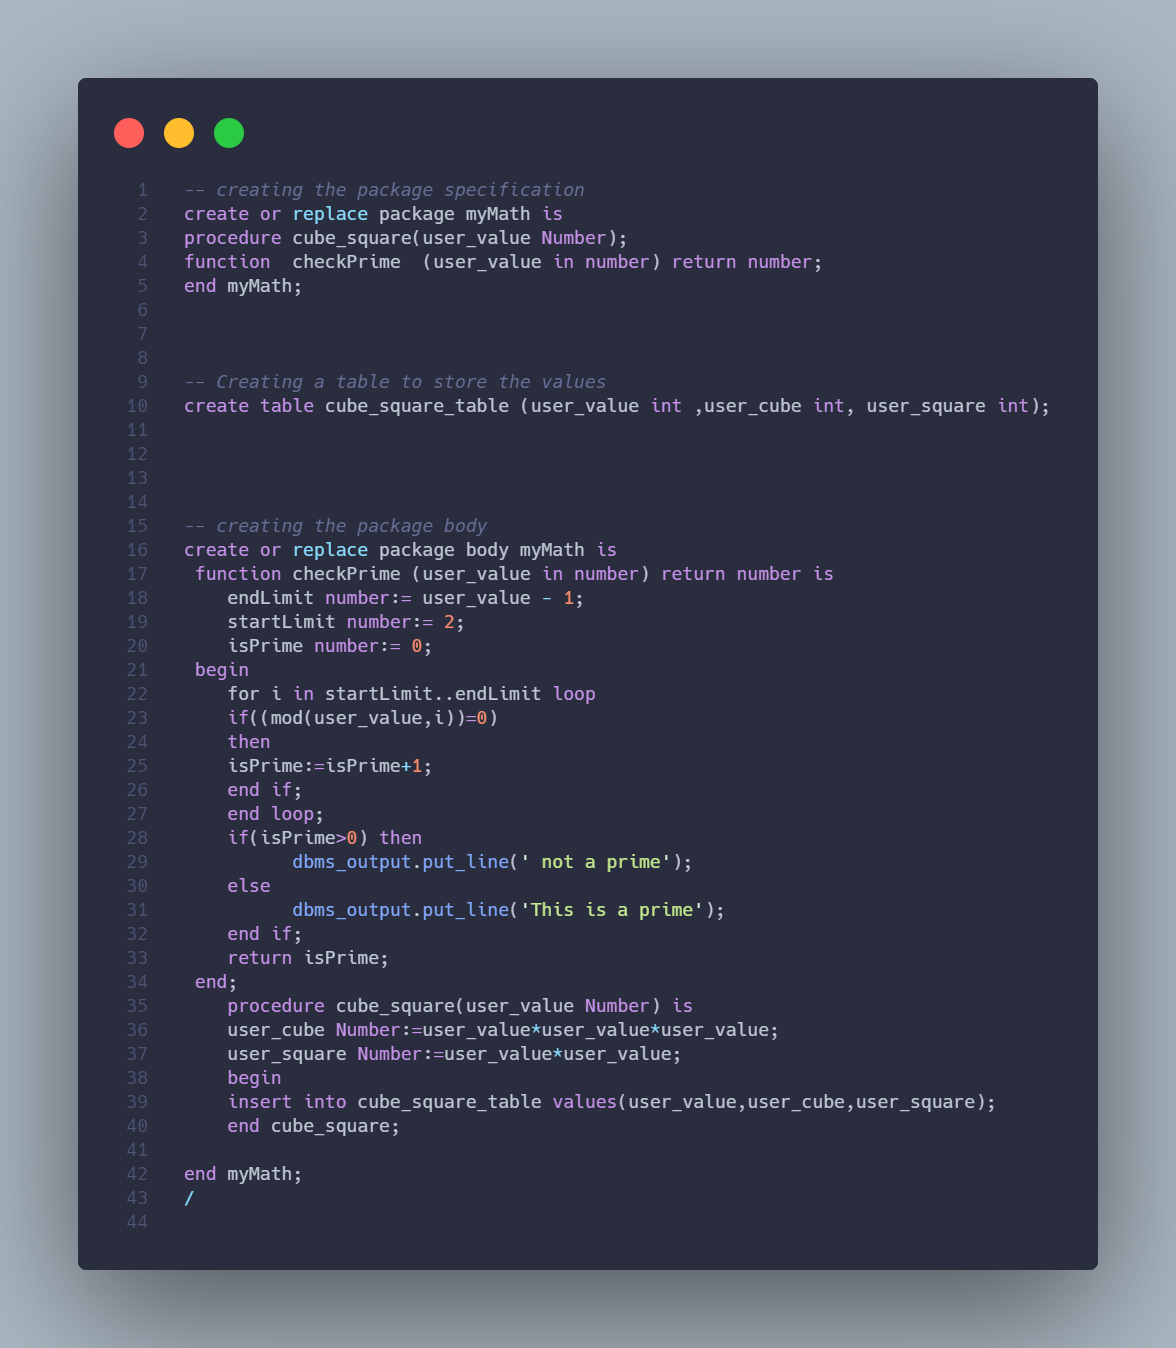 1 -- creating the package specification
2 create or replace package myMath is
3 procedure cube_square(user_value Number);
4 function  checkPrime  (user_value in number) return number;
5 end myMath;
6
7
8
9 -- Creating a table to store the values
10 create table cube_square_table (user_value int ,user_cube int, user_square int);
11
12
13
14
15 -- creating the package body
16 create or replace package body myMath is
17  function checkPrime (user_value in number) return number is
18     endLimit number:= user_value - 1;
19     startLimit number:= 2;
20     isPrime number:= 0;
21  begin
22     for i in startLimit..endLimit loop
23     if((mod(user_value,i))=0)
24     then
25     isPrime:=isPrime+1;
26     end if;
27     end loop;
28     if(isPrime>0) then
29           dbms_output.put_line(' not a prime');
30     else
31           dbms_output.put_line('This is a prime');
32     end if;
33     return isPrime;
34  end;
35     procedure cube_square(user_value Number) is
36     user_cube Number:=user_value*user_value*user_value;
37     user_square Number:=user_value*user_value;
38     begin
39     insert into cube_square_table values(user_value,user_cube,user_square);
40     end cube_square;
41
42 end myMath;
43 /
44